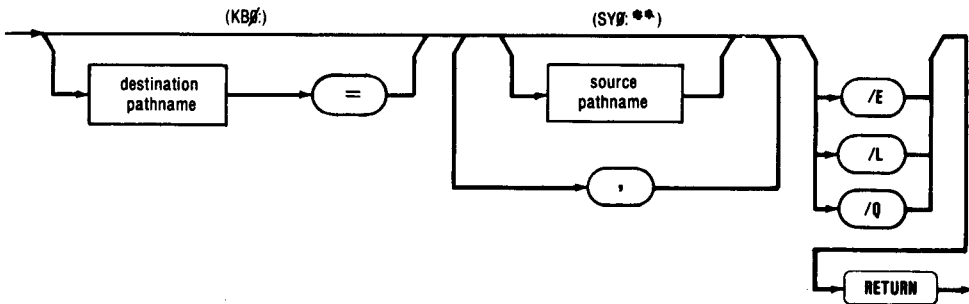 (KBØ:)
(SYØ: **)
destination
pathname
=
source
pathname
,
/E
/L
/Q
RETURN